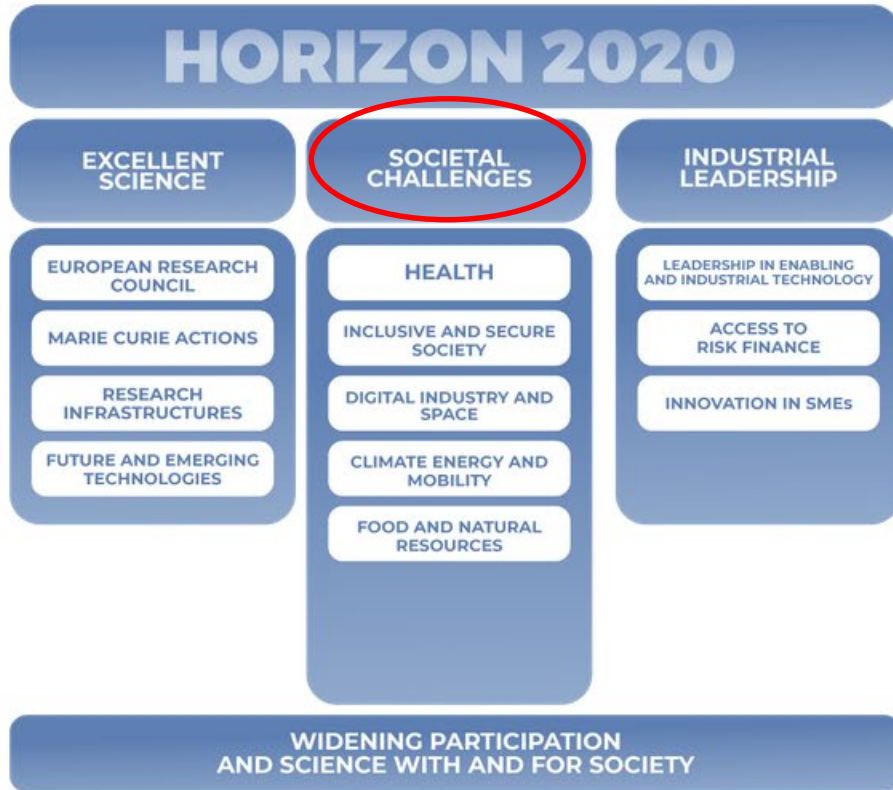 HORIZON 2020
EXCELLENT
SCIENCE
EUROPEAN RESEARCH
COUNCIL
MARIE CURIE ACTIONS
RESEARCH
INFRASTRUCTURES
FUTURE AND EMERGING
TECHNOLOGIES
SOCIETAL
CHALLENGES
HEALTH
INCLUSIVE AND SECURE
SOCIETY
DIGITAL INDUSTRY AND
SPACE
CLIMATE ENERGY AND
MOBILITY
FOOD AND NATURAL
RESOURCES
INDUSTRIAL
LEADERSHIP
LEADERSHIP IN ENABLING
AND INDUSTRIAL TECHNOLOGY
ACCESS TO
RISK FINANCE
INNOVATION IN SMEs
WIDENING PARTICIPATION
AND SCIENCE WITH AND FOR SOCIETY